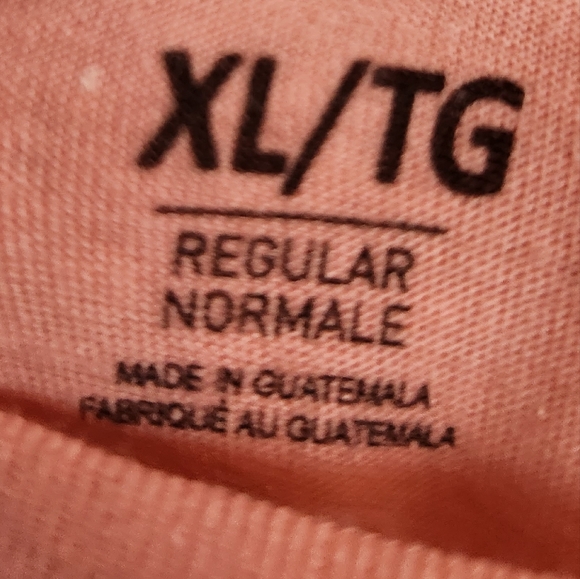 XL/TG
REGULAR
NORMALE
MADE IN GUATEMALA
FABRIQUÉ AU GUATEMALA